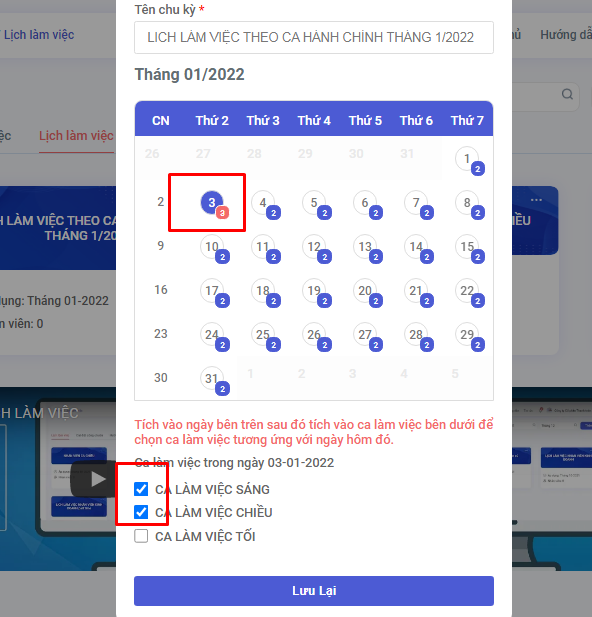 Tên chu kỳ *
Lịch làm việc
LICH LÀM VIỆC THEO CA HÀNH CHÍNH THÁNG 1/2022
Hướng dẫ
Tháng 01/2022
CN Thứ 2 Thứ 3 Thứ 4 Thứ 5 Thứ 6 Thứ 7
Lịch làm việc
26 27 28 29 30 31 1 2
2 3 3 4 2 5 2 6 2 7 2 8 2
LÀM VIỆC THEO CA
THÁNG 1/20
9 10 2 11 2 12 2 13 2 14 2 15 2
16 17 2 18 2 19 2 20 2 21 2 22 2
dụng: Tháng 01-2022
n viên: 0
23 24 2 25 2 26 2 27 2 28 2 29 2
30 31 2 1 2 3 4 5
H LÀM VIỆC
Tích vào ngày bên trên sau đó tích vào ca làm việc bên dưới để
chọn ca làm việc tương ứng với ngày hôm đó.
Ca làm việc trong ngày 03-01-2022
CA LÀM VIỆC SÁNG
CA LÀM VIỆC CHIỀU
CA LÀM VIỆC TỐI
Lưu Lại